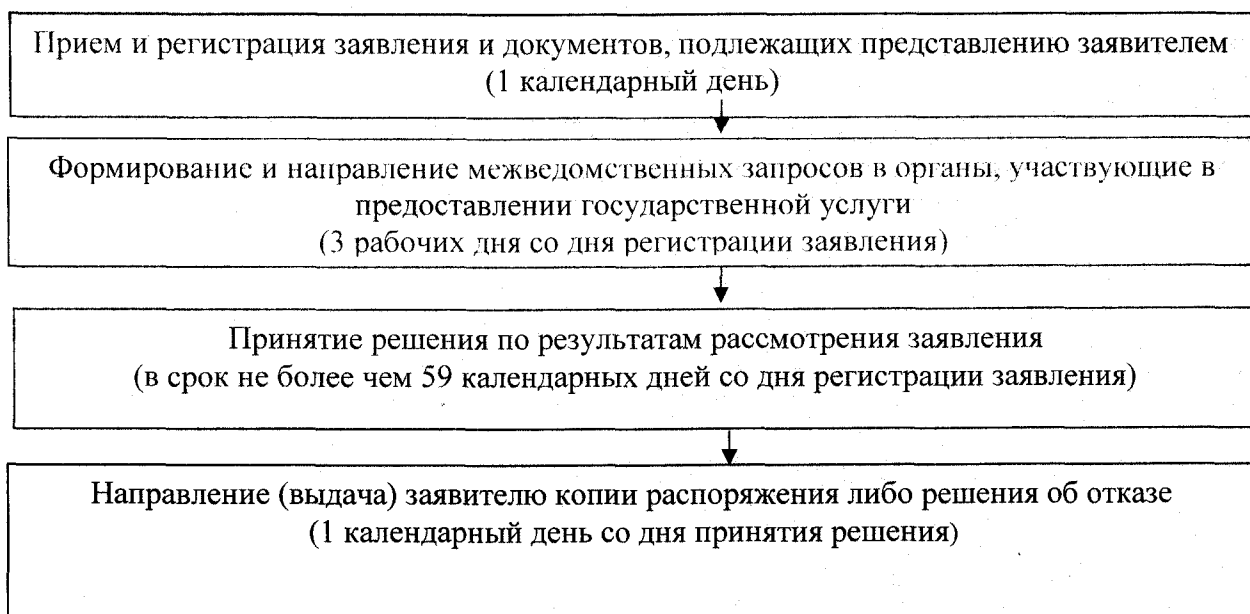 Прием и регистрация заявления и документов, подлежащих представлению заявителем
(1 календарный день)
Формирование и направление межведомственных запросов в органы, участвующие в
предоставлении государственной услуги
(3 рабочих дня со дня регистрации заявления)
Принятие решения по результатам рассмотрения заявления
(в срок не более чем 59 календарных дней со дня регистрации заявления)
Направление (выдача) заявителю копии распоряжения либо решения об отказе
(1 календарный день со дня принятия решения)